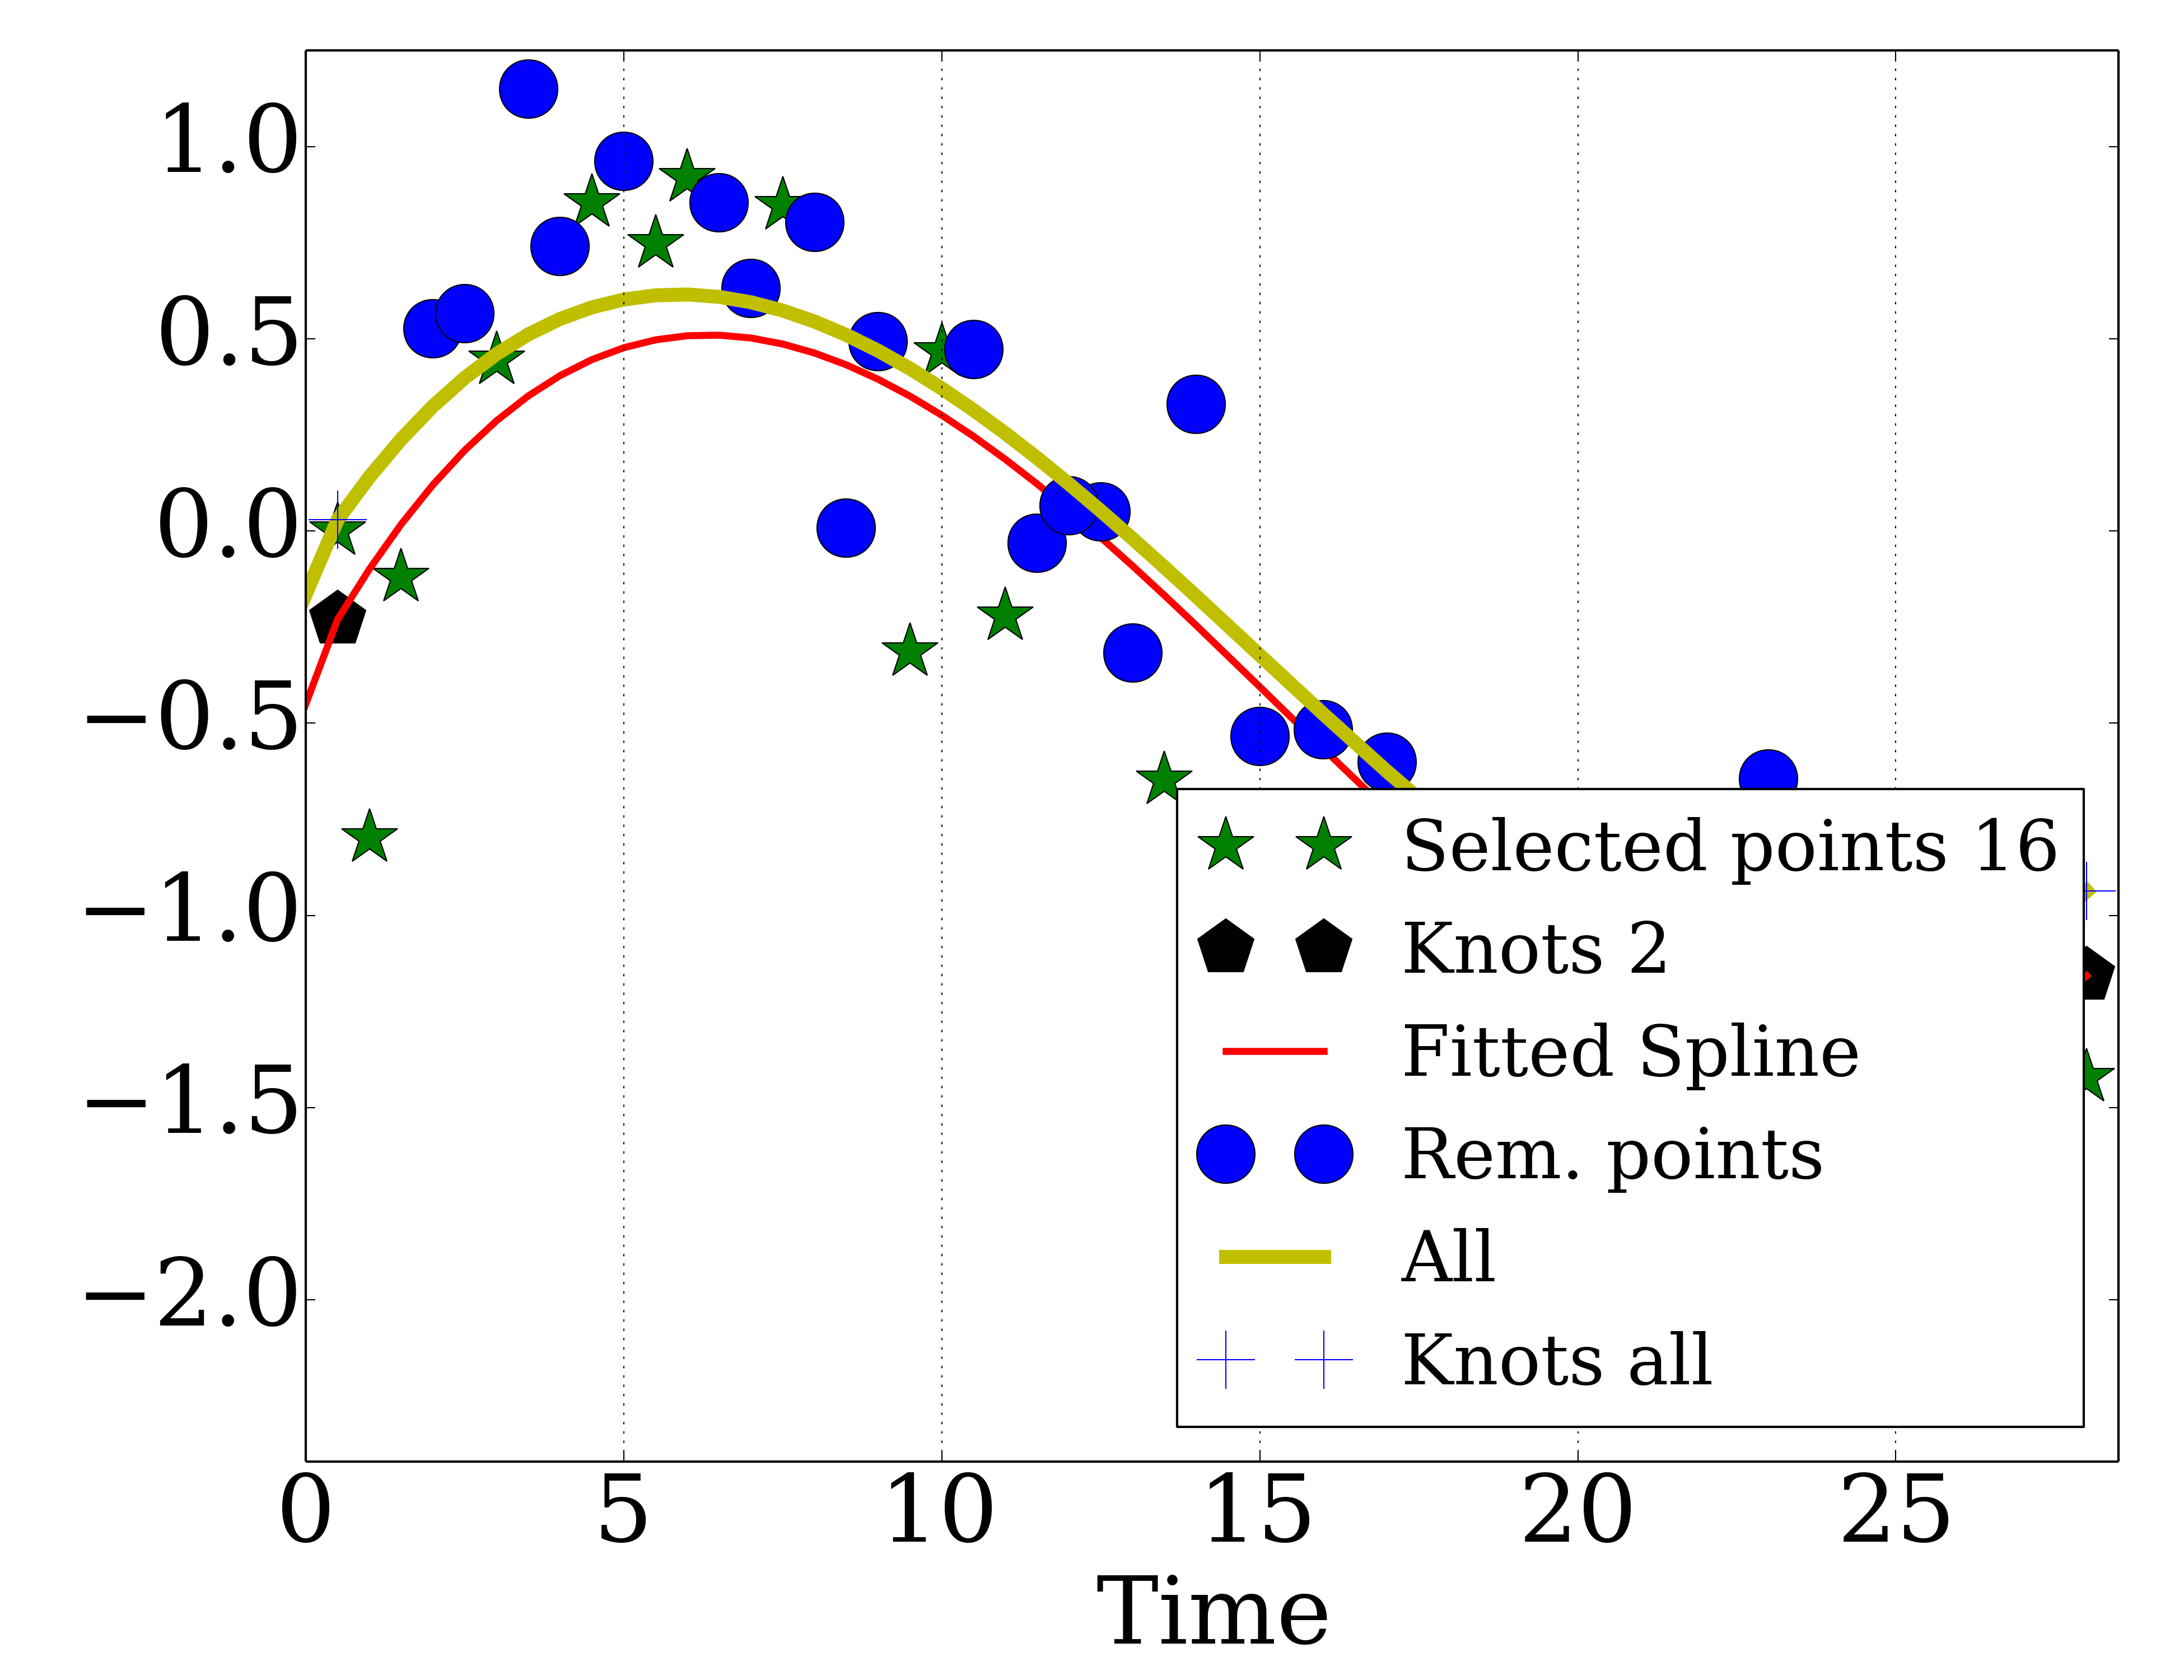 1.0
0.5
0.0
−0.5
−1.0
−1.5
−2.0
Selected points 16
Knots 2
Fitted Spline
Rem. points
All
Knots all
0 5 10 15 20 25
Time